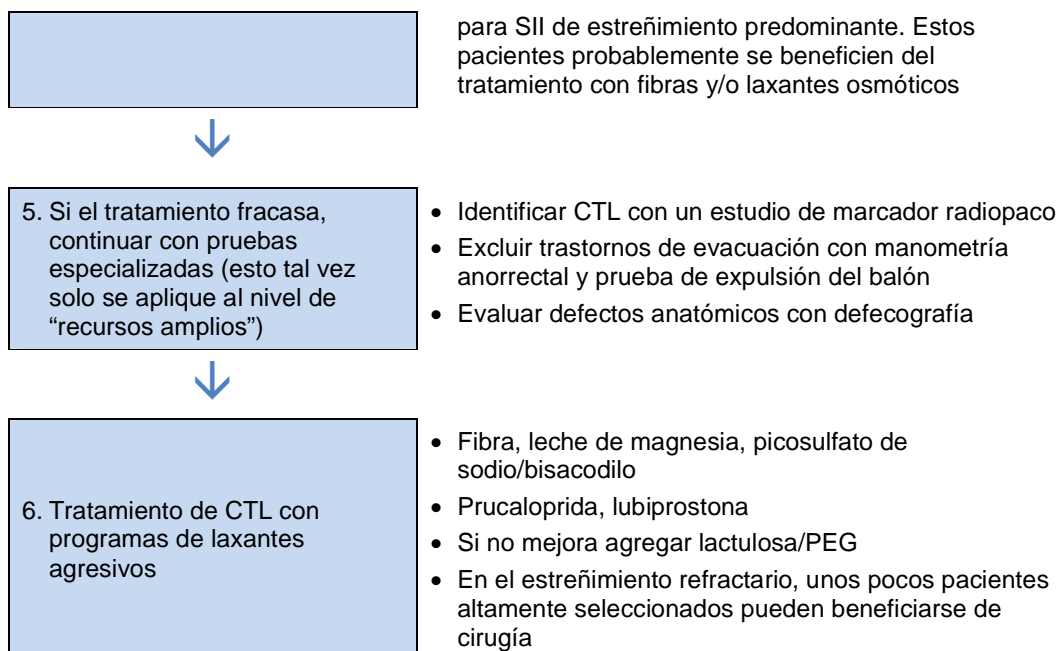 para SII de estreñimiento predominante. Estos
pacientes probablemente se beneficien del
tratamiento con fibras y/o laxantes osmóticos
5. Si el tratamiento fracasa,
continuar con pruebas
especializadas (esto tal vez
solo se aplique al nivel de
“recursos amplios”)
• Identificar CTL con un estudio de marcador radiopaco
• Excluir trastornos de evacuación con manometría
anorrectal y prueba de expulsión del balón
• Evaluar defectos anatómicos con defecografía
6. Tratamiento de CTL con
programas de laxantes
agresivos
• Fibra, leche de magnesia, picosulfato de
sodio/bisacodilo
• Prucaloprida, lubiprostona
• Si no mejora agregar lactulosa/PEG
• En el estreñimiento refractario, unos pocos pacientes
altamente seleccionados pueden beneficiarse de
cirugía